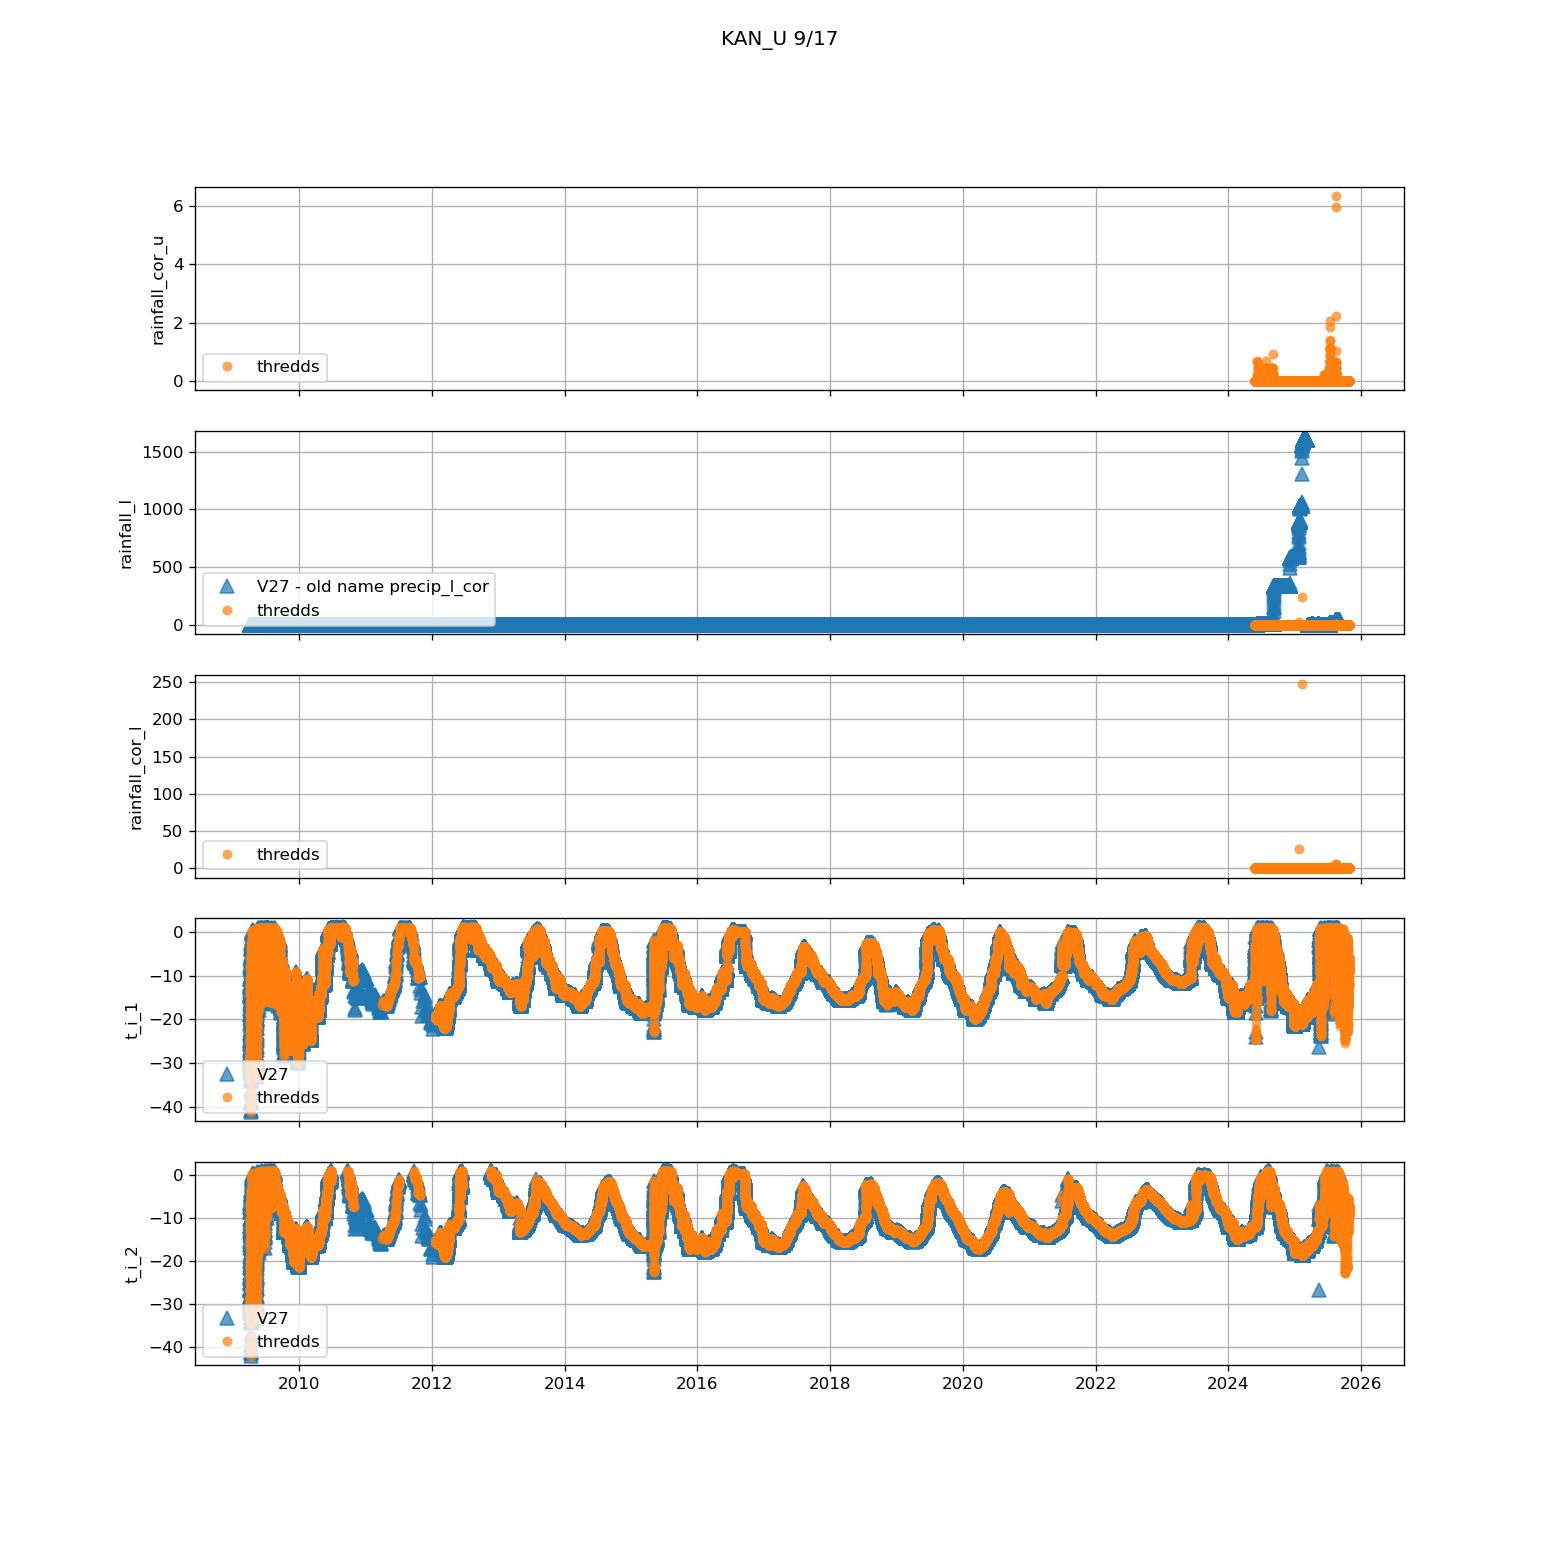 KAN_U 9/17
rainfall_cor_u
6
4
2
0
thredds
rainfall_l
1500
1000
500
0
V27 - old name precip_l_cor
thredds
rainfall_cor_l
250
200
150
100
50
0
thredds
t_i_1
0
−10
−20
−30
−40
V27
thredds
t_i_2
0
−10
−20
−30
−40
V27
thredds
2010 2012 2014 2016 2018 2020 2022 2024 2026